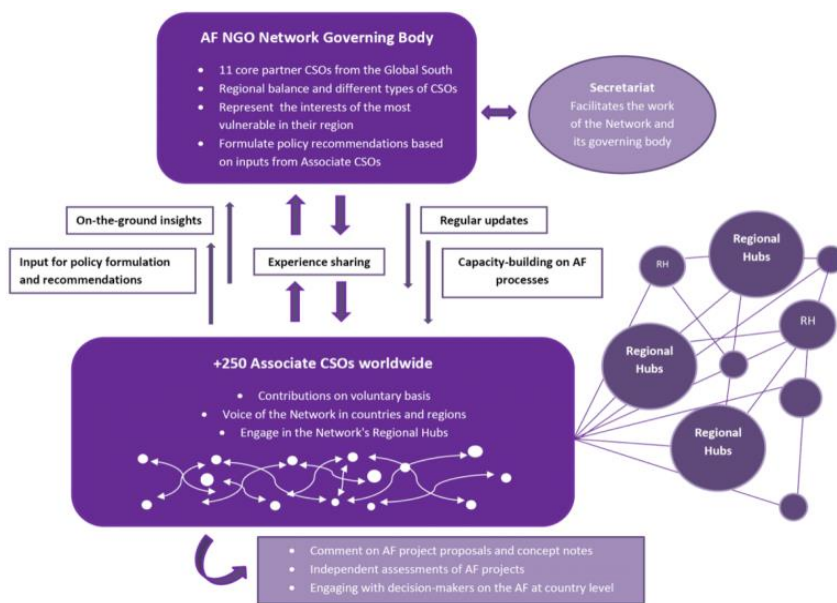 AF NGO Network Governing Body
• 11 core partner CSOs from the Global South
• Regional balance and different types of CSOs
• Represent the interests of the most
vulnerable in their region
• Formulate policy recommendations based
on inputs from Associate CSOs
Secretariat
Facilitates the work
of the Network and
its governing body
On-the-ground insights
Input for policy formulation
and recommendations
Experience sharing
Regular updates
Capacity-building on AF
processes
Regional
Hubs
RH
RH
Regional
Hubs
Regional
Hubs
+250 Associate CSOs worldwide
• Contributions on voluntary basis
• Voice of the Network in countries and regions
• Engage in the Network's Regional Hubs
• Comment on AF project proposals and concept notes
• Independent assessments of AF projects
• Engaging with decision-makers on the AF at country level